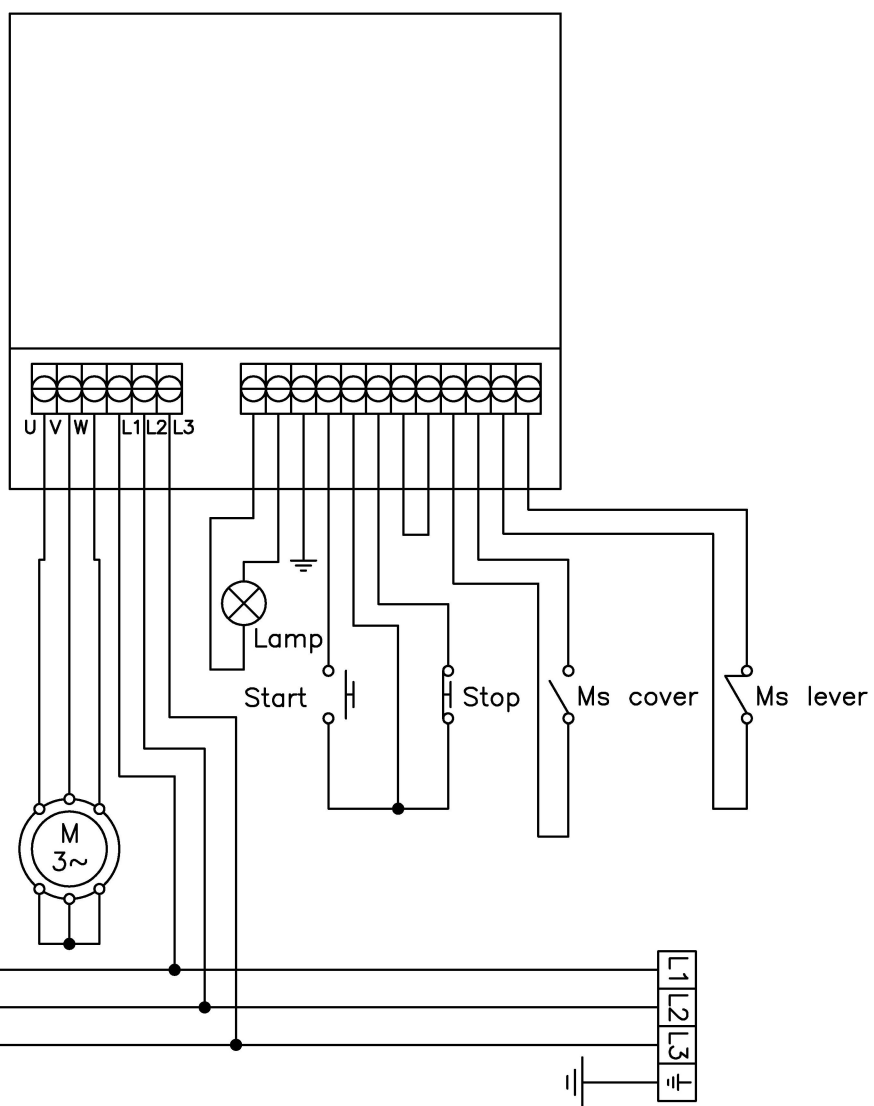 U V W L1 L2 L3
Lamp
Start
Stop
Ms cover
Ms lever
M
3~
L1
L2
L3